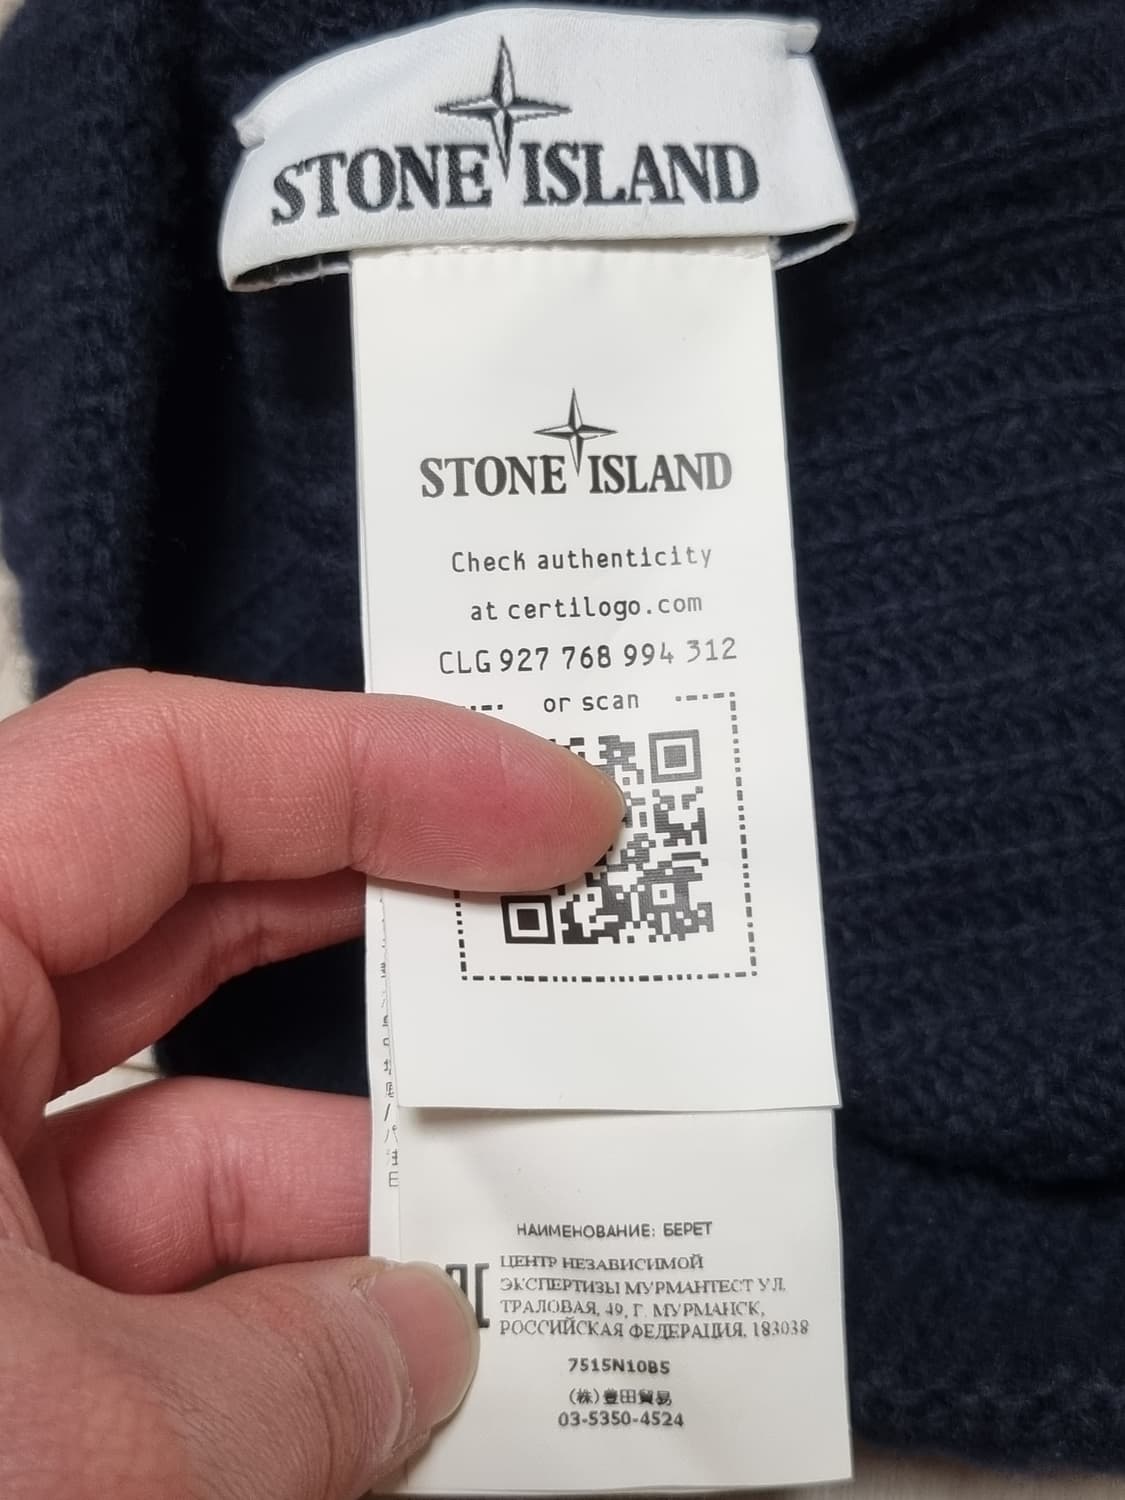 STONE ISLAND
STONE ISLAND
Check authenticity
at certilogo.com
CLG 927 768 994 312
or scan
НАИМЕНОВАНИЕ: БЕРЕТ
ЦЕНТР НЕЗАВИСИМОЙ
ЭКСПЕРТИЗЫ МУРМАНТЕСТ УЛ.
ТРАЛОВАЯ, 49, Г. МУРМАНСК,
РОССИЙСКАЯ ФЕДЕРАЦИЯ, 183038
7515N10B5
(株)豊田貿易
03-5350-4524